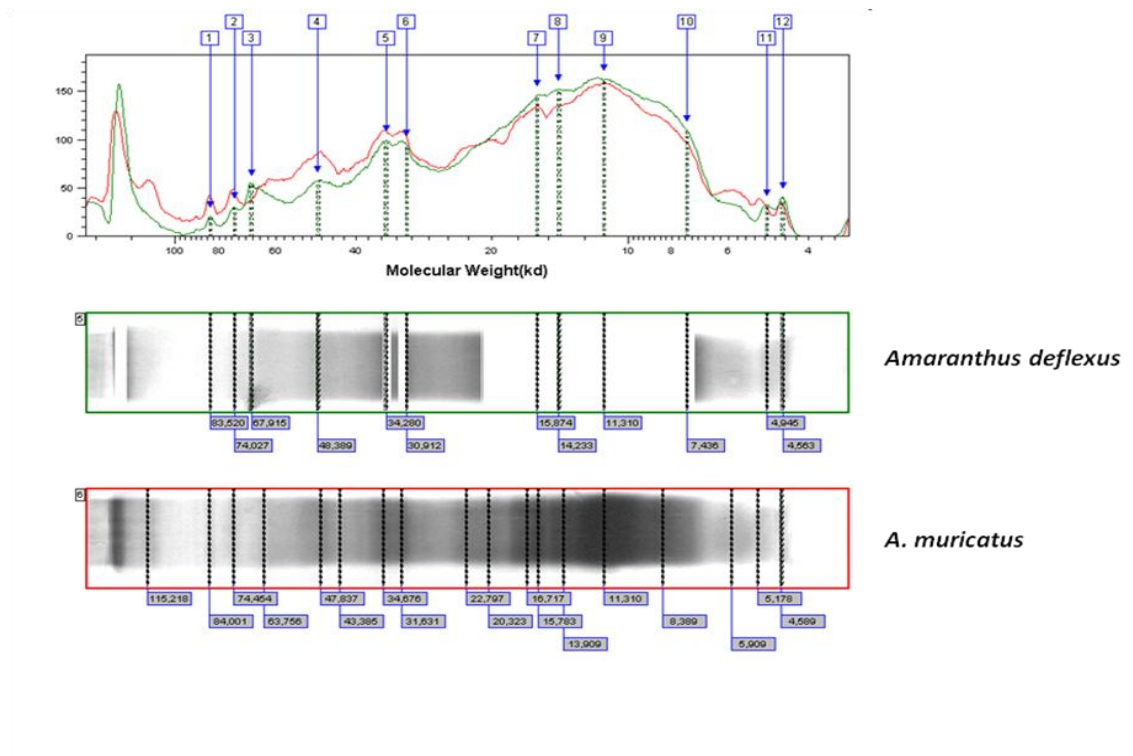 1 2 3 4 5 6 7 8 9 10 11 12
150
100
50
0
100 80 60 40 20 10 8 6 4
Molecular Weight(kd)
5
Amaranthus deflexus
83,520 67,915 34,280 15,874 11,310 4,945
74,027 48,389 30,912 14,233 7,436 4,563
6
A. muricatus
115,218 74,454 47,837 34,676 22,797 16,717 11,310 5,178
84,001 63,756 43,385 31,631 20,323 15,783 8,389 4,589
13,909 5,909